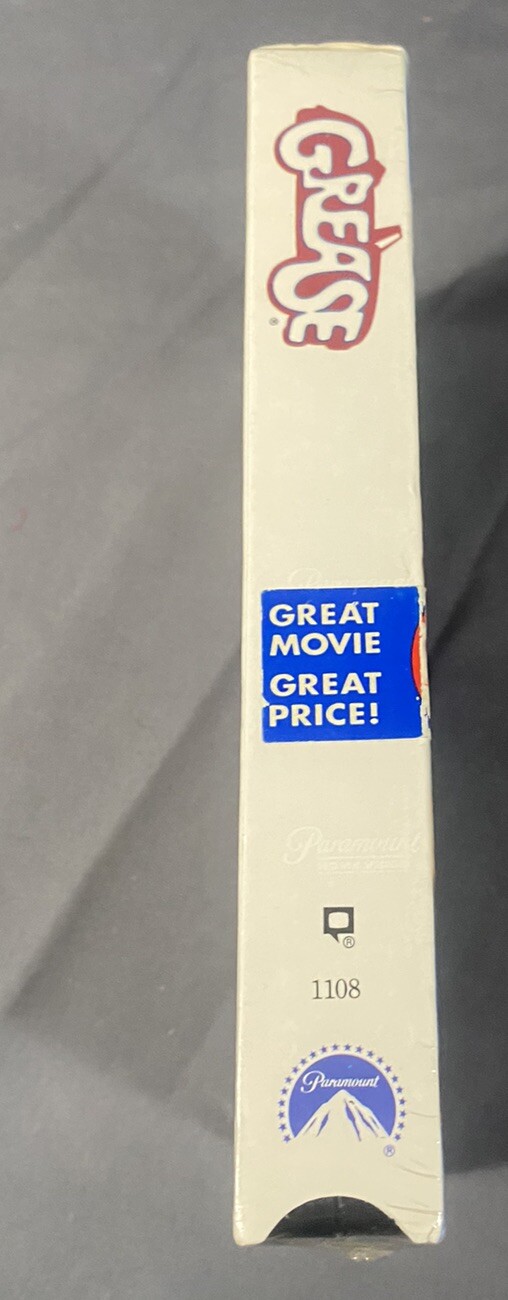 GREASE
®
GREAT
MOVIE
GREAT
PRICE!
Paramount
®
1108
Paramount
®